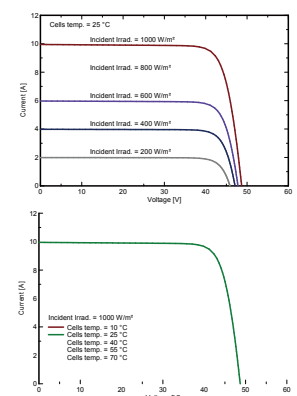 12
Cells temp. = 25 °C
10
Incident Irrad. = 1000 W/m²
8
Incident Irrad. = 800 W/m²
6
Incident Irrad. = 600 W/m²
4
Incident Irrad. = 400 W/m²
2
Incident Irrad. = 200 W/m²
0
Current [A]
0 10 20 30 40 50 60
Voltage [V]
12
10
8
6
4
2
0
Current [A]
Incident Irrad. = 1000 W/m²
Cells temp. = 10 °C
Cells temp. = 25 °C
Cells temp. = 40 °C
Cells temp. = 55 °C
Cells temp. = 70 °C
0 10 20 30 40 50 60